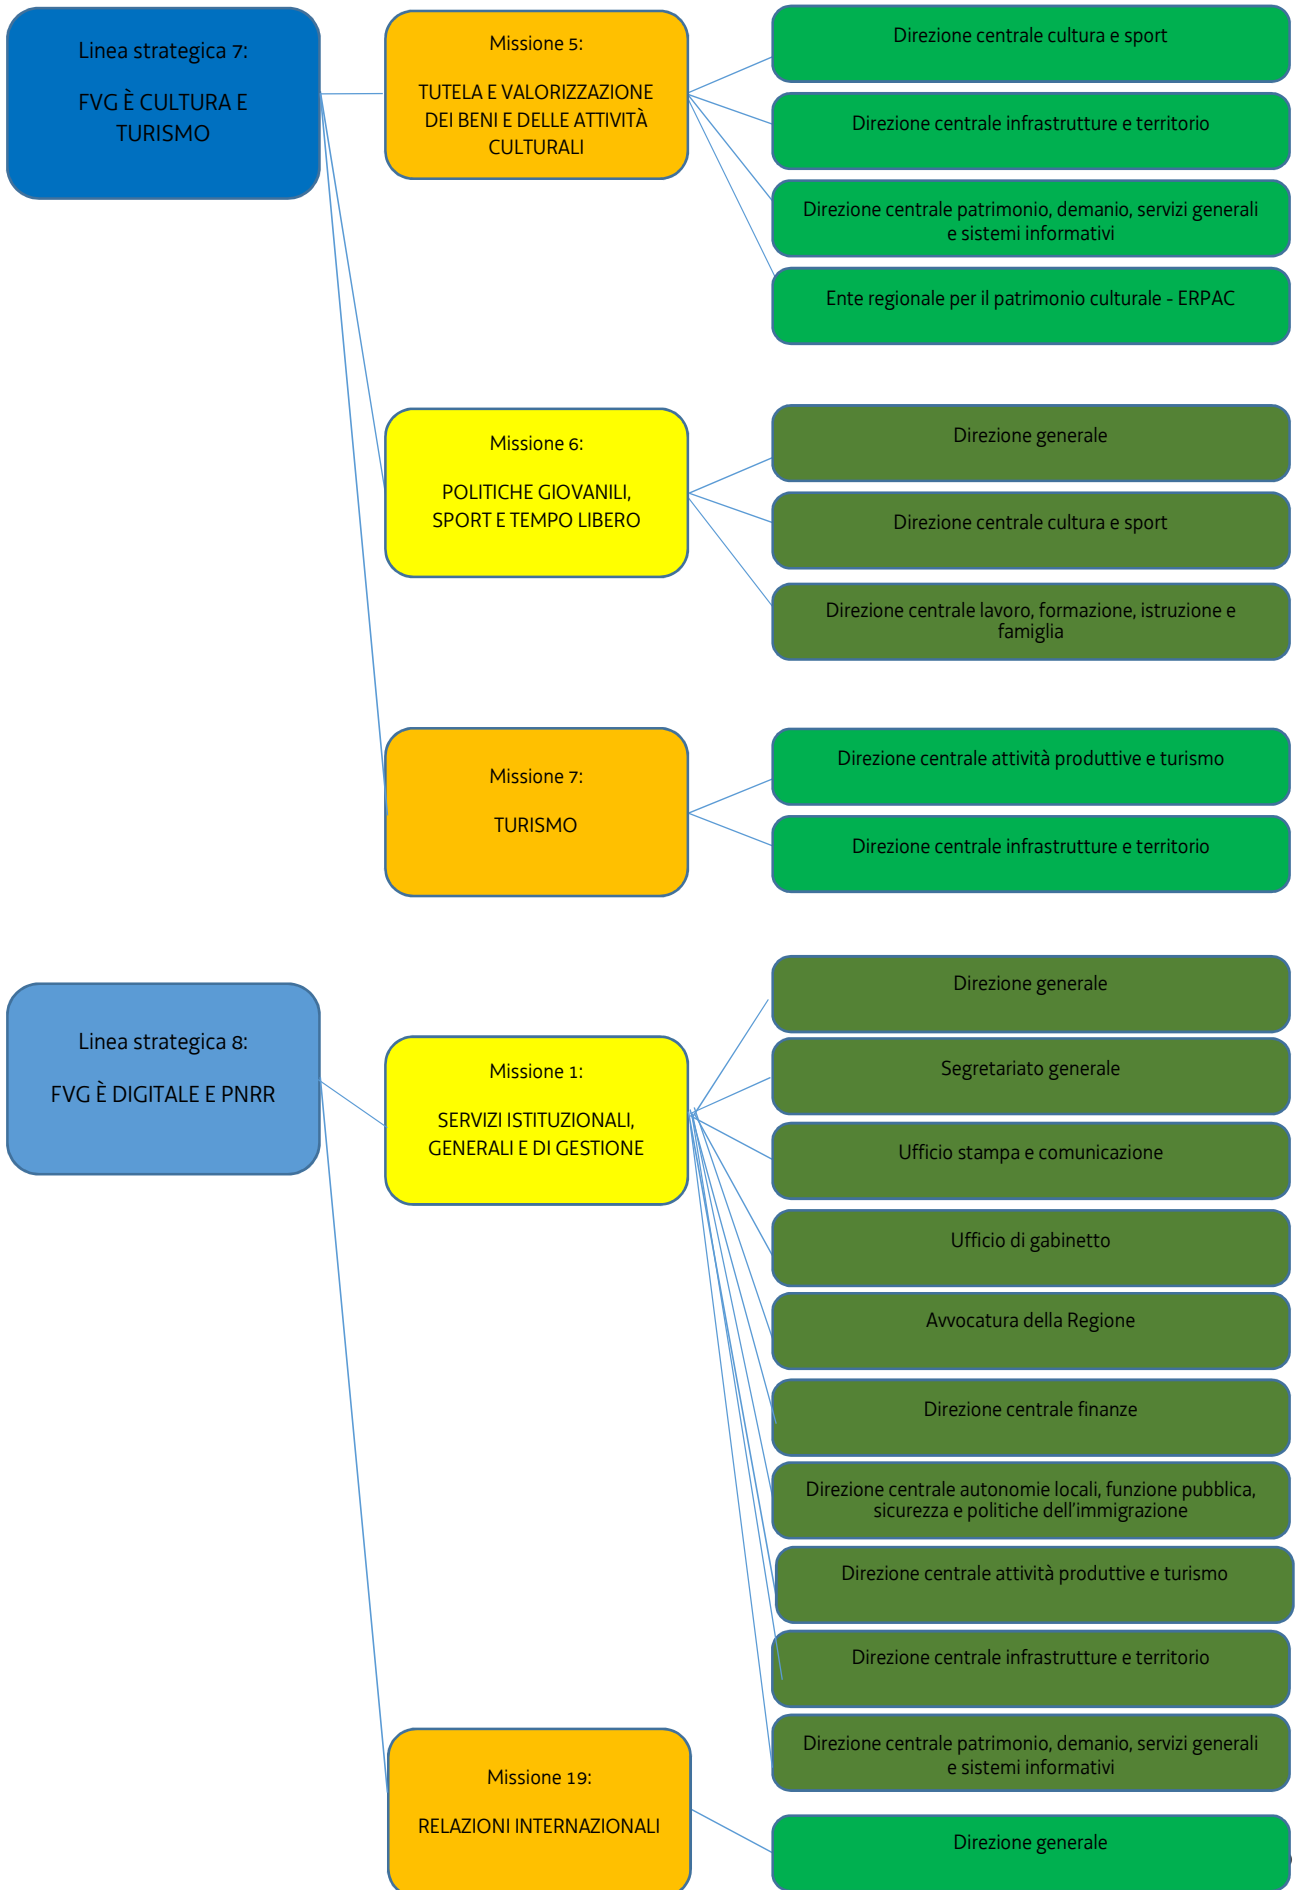 Linea strategica 7:
FVG È CULTURA E
TURISMO
Missione 5:
TUTELA E VALORIZZAZIONE
DEI BENI E DELLE ATTIVITÀ
CULTURALI
Direzione centrale cultura e sport
Direzione centrale infrastrutture e territorio
Direzione centrale patrimonio, demanio, servizi generali
e sistemi informativi
Ente regionale per il patrimonio culturale - ERPAC
Missione 6:
POLITICHE GIOVANILI,
SPORT E TEMPO LIBERO
Direzione generale
Direzione centrale cultura e sport
Direzione centrale lavoro, formazione, istruzione e
famiglia
Missione 7:
TURISMO
Direzione centrale attività produttive e turismo
Direzione centrale infrastrutture e territorio
Linea strategica 8:
FVG È DIGITALE E PNRR
Missione 1:
SERVIZI ISTITUZIONALI,
GENERALI E DI GESTIONE
Direzione generale
Segretariato generale
Ufficio stampa e comunicazione
Ufficio di gabinetto
Avvocatura della Regione
Direzione centrale finanze
Direzione centrale autonomie locali, funzione pubblica,
sicurezza e politiche dell'immigrazione
Direzione centrale attività produttive e turismo
Direzione centrale infrastrutture e territorio
Direzione centrale patrimonio, demanio, servizi generali
e sistemi informativi
Missione 19:
RELAZIONI INTERNAZIONALI
Direzione generale